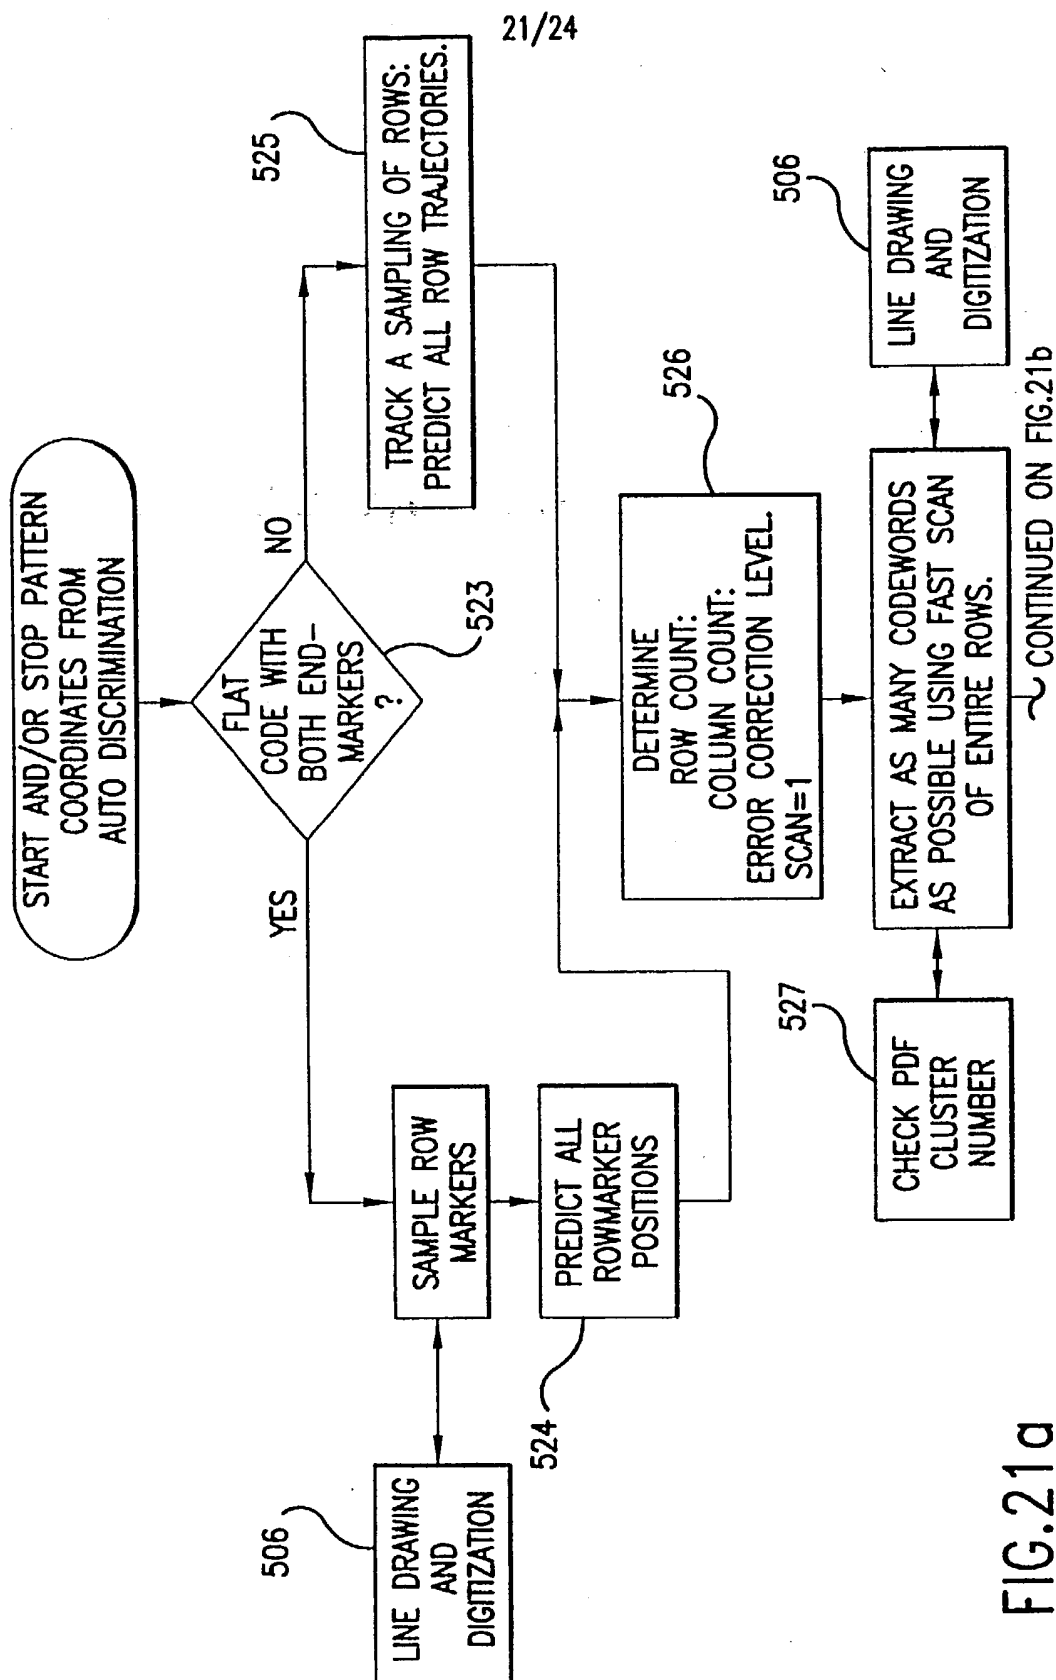 21/24
START AND/OR STOP PATTERN
COORDINATES FROM
AUTO DISCRIMINATION
FLAT
CODE WITH
BOTH END-
MARKERS
?
523
YES
NO
525
TRACK A SAMPLING OF ROWS:
PREDICT ALL ROW TRAJECTORIES.
506
LINE DRAWING
AND
DIGITIZATION
SAMPLE ROW
MARKERS
524
PREDICT ALL
ROWMARKER
POSITIONS
526
DETERMINE
ROW COUNT:
COLUMN COUNT:
ERROR CORRECTION LEVEL.
SCAN=1
527
CHECK PDF
CLUSTER
NUMBER
EXTRACT AS MANY CODEWORDS
AS POSSIBLE USING FAST SCAN
OF ENTIRE ROWS.
506
LINE DRAWING
AND
DIGITIZATION
CONTINUED ON FIG.21b
FIG.21a